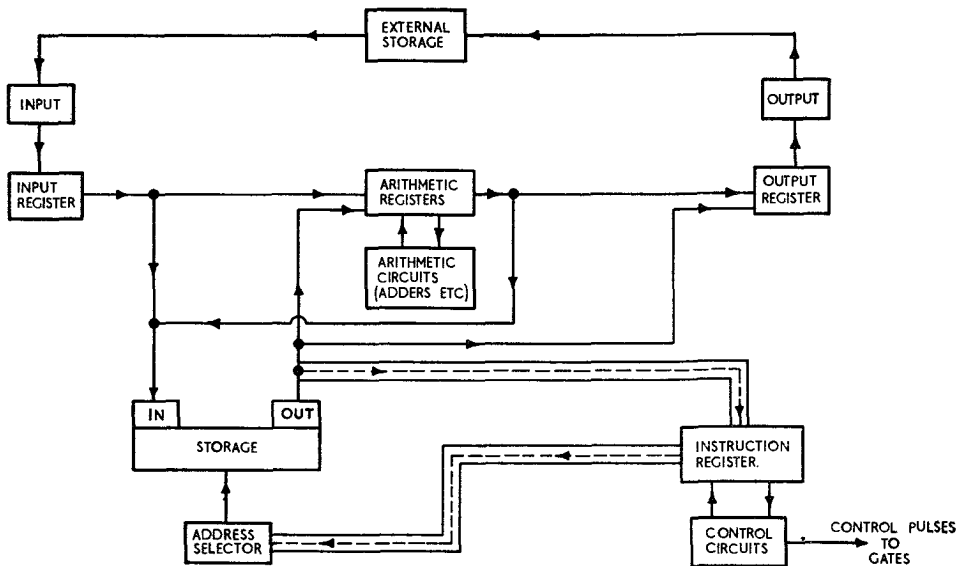 EXTERNAL
STORAGE
INPUT
OUTPUT
INPUT
REGISTER
ARITHMETIC
REGISTERS
OUTPUT
REGISTER
ARITHMETIC
CIRCUITS
(ADDERS ETC)
IN
OUT
STORAGE
INSTRUCTION
REGISTER.
ADDRESS
SELECTOR
CONTROL
CIRCUITS
CONTROL PULSES
TO
GATES